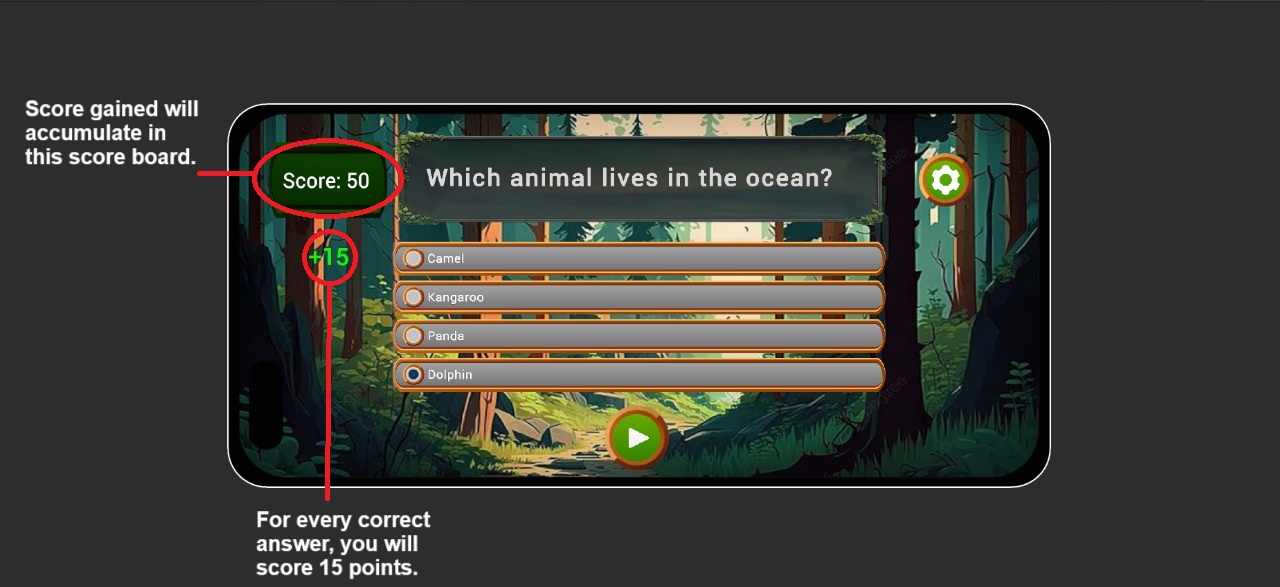 Score gained will
accumulate in
this score board.
Score: 50
Which animal lives in the ocean?
+15
Camel
Kangaroo
Panda
Dolphin
For every correct
answer, you will
score 15 points.